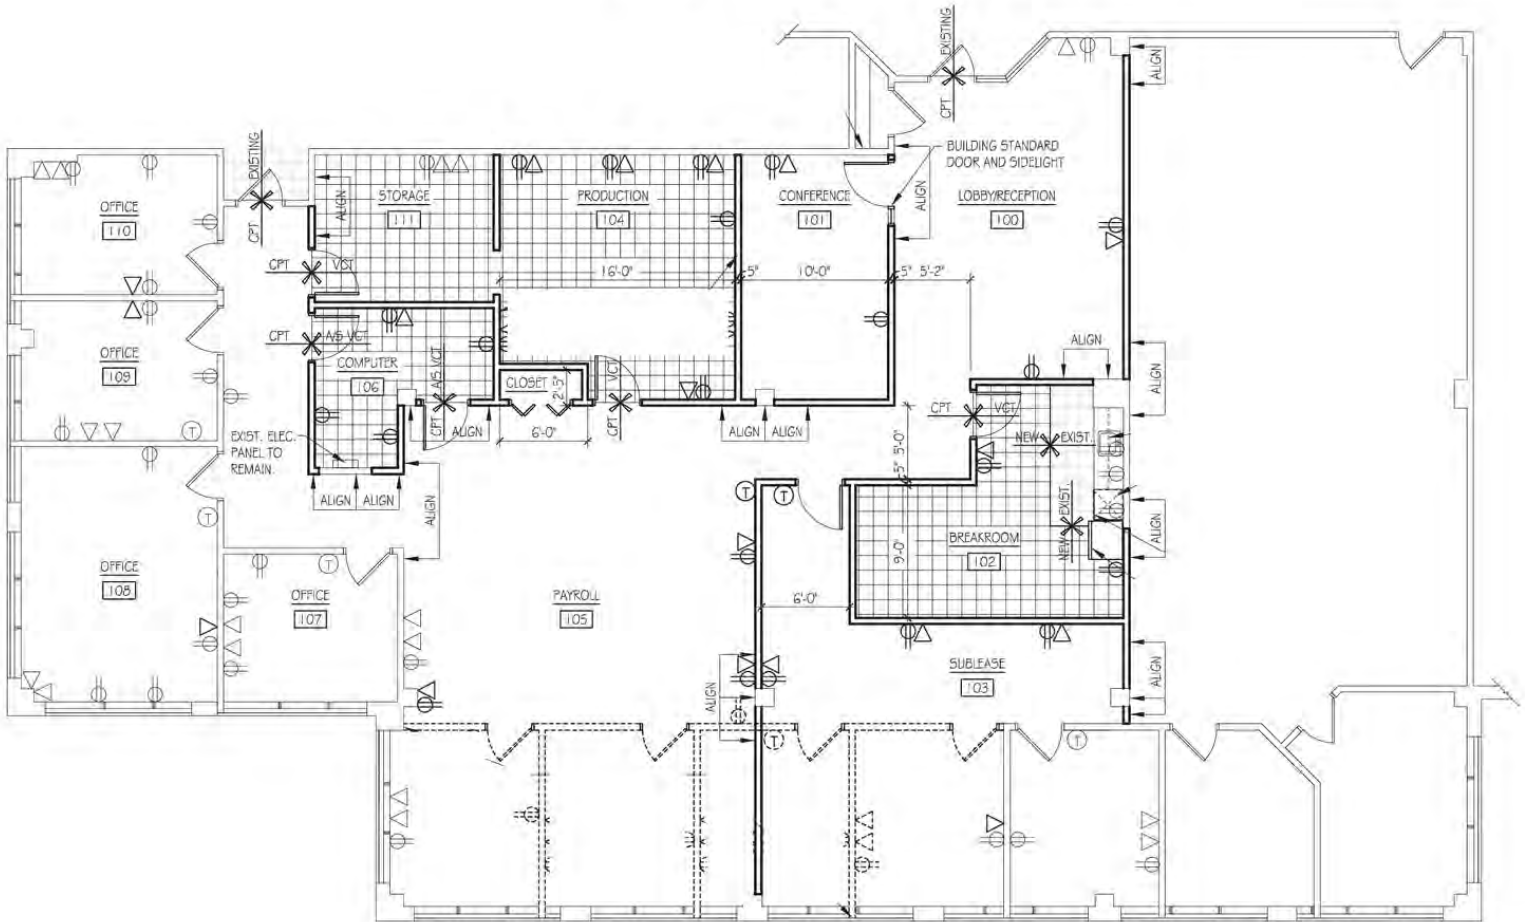 EXISTING
CPT
ALIGN
BUILDING STANDARD
DOOR AND SIDELIGHT
EXISTING
CPT
OFFICE
110
STORAGE
111
ALIGN
PRODUCTION
104
CONFERENCE
101
ALIGN
LOBBY/RECEPTION
100
CPT
VCT
16'-0"
5"
10'-0"
5"
5'-2"
OFFICE
109
CPT
A/S VCT
COMPUTER
106
A/S VCT
CPT
CLOSET
2'-5"
VCT
CPT
ALIGN
ALIGN
CPT
VCT
NEW
EXIST.
EXIST. ELEC.
PANEL TO
REMAIN.
ALIGN
6'-0"
ALIGN
ALIGN
5'-0"
5"
ALIGN
ALIGN
ALIGN
T
T
T
T
EXIST.
NEW
ALIGN
OFFICE
108
OFFICE
107
T
PAYROLL
105
9'-0"
BREAKROOM
102
6'-0"
SUBLEASE
103
ALIGN
ALIGN
T
T